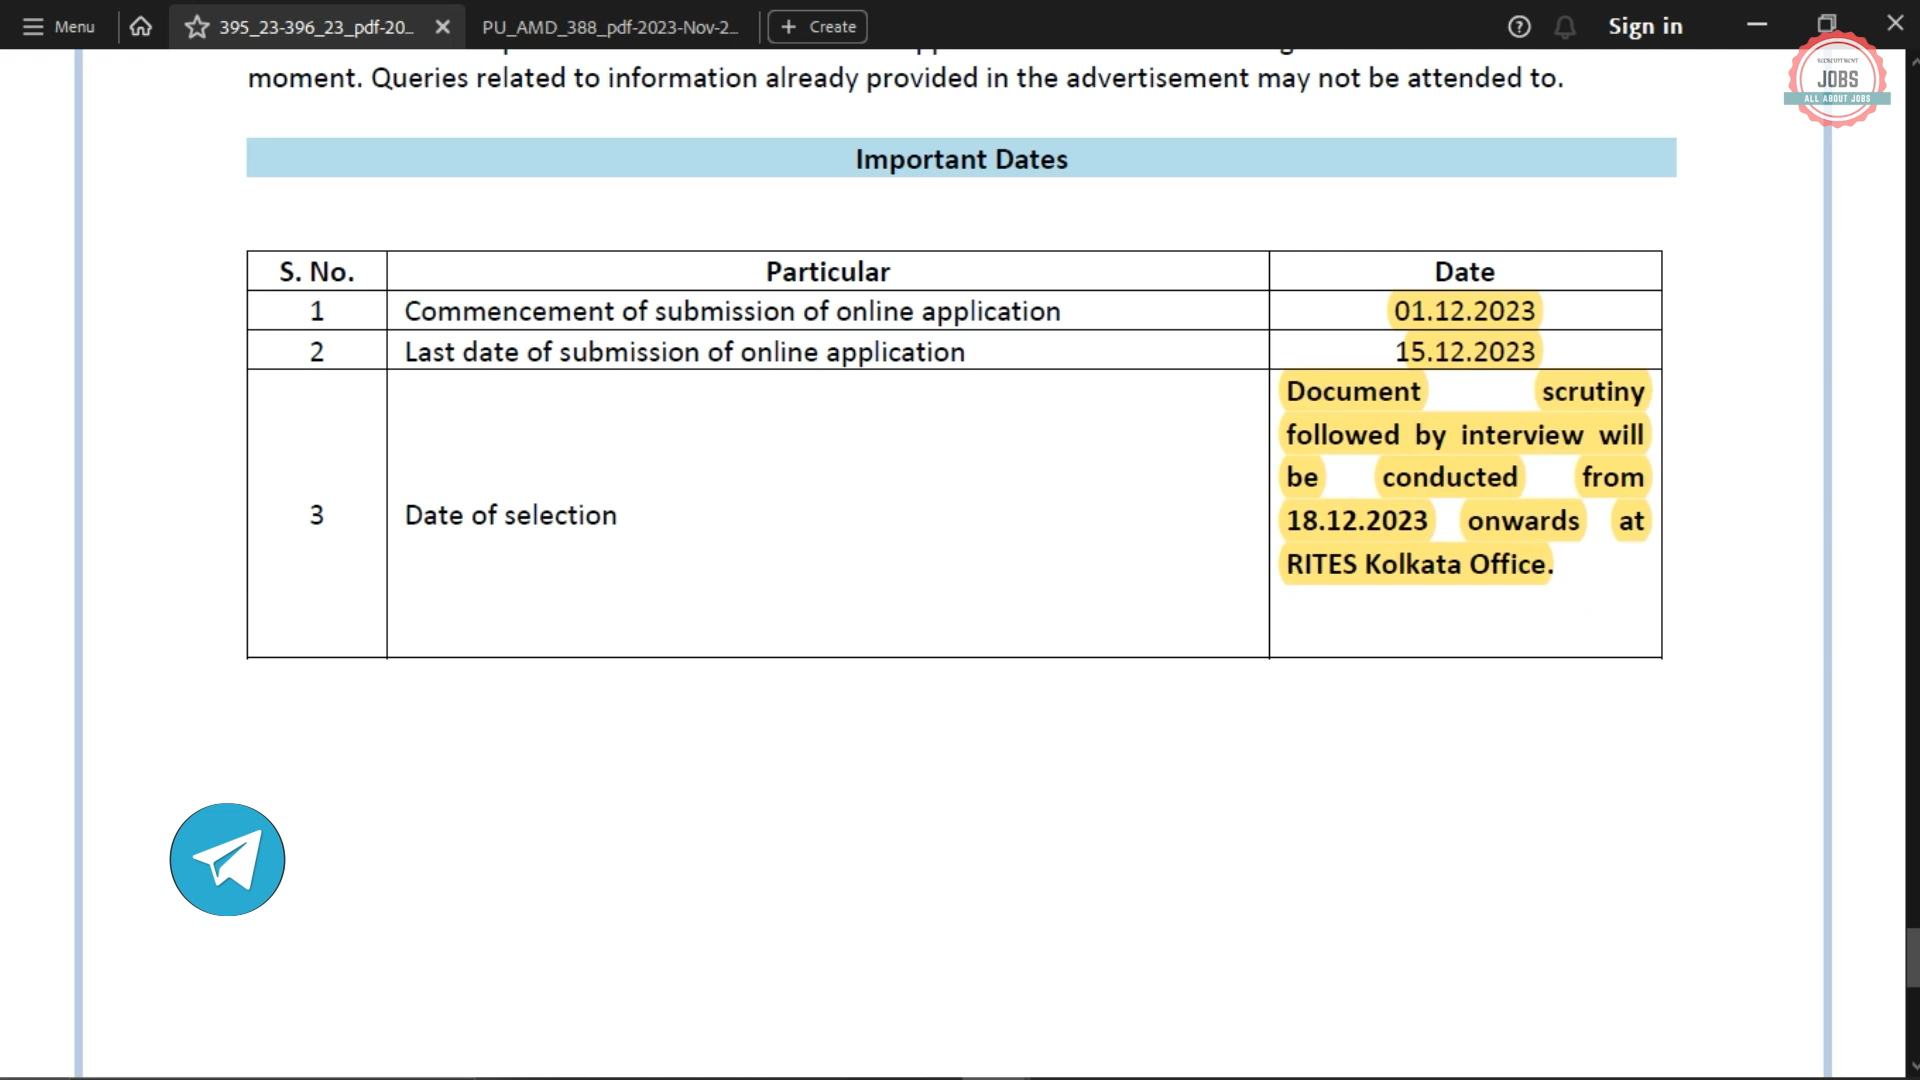 Menu
395_23-396_23_pdf-20...
PU_AMD_388_pdf-2023-Nov-2...
Create
Sign in
moment. Queries related to information already provided in the advertisement may not be attended to.
RECRUITMENT
JOBS
ALL ABOUT JOBS
Important Dates
S. No. Particular Date
1 Commencement of submission of online application 01.12.2023
2 Last date of submission of online application 15.12.2023
3 Date of selection
Document scrutiny
followed by interview will
be conducted from
18.12.2023 onwards at
RITES Kolkata Office.